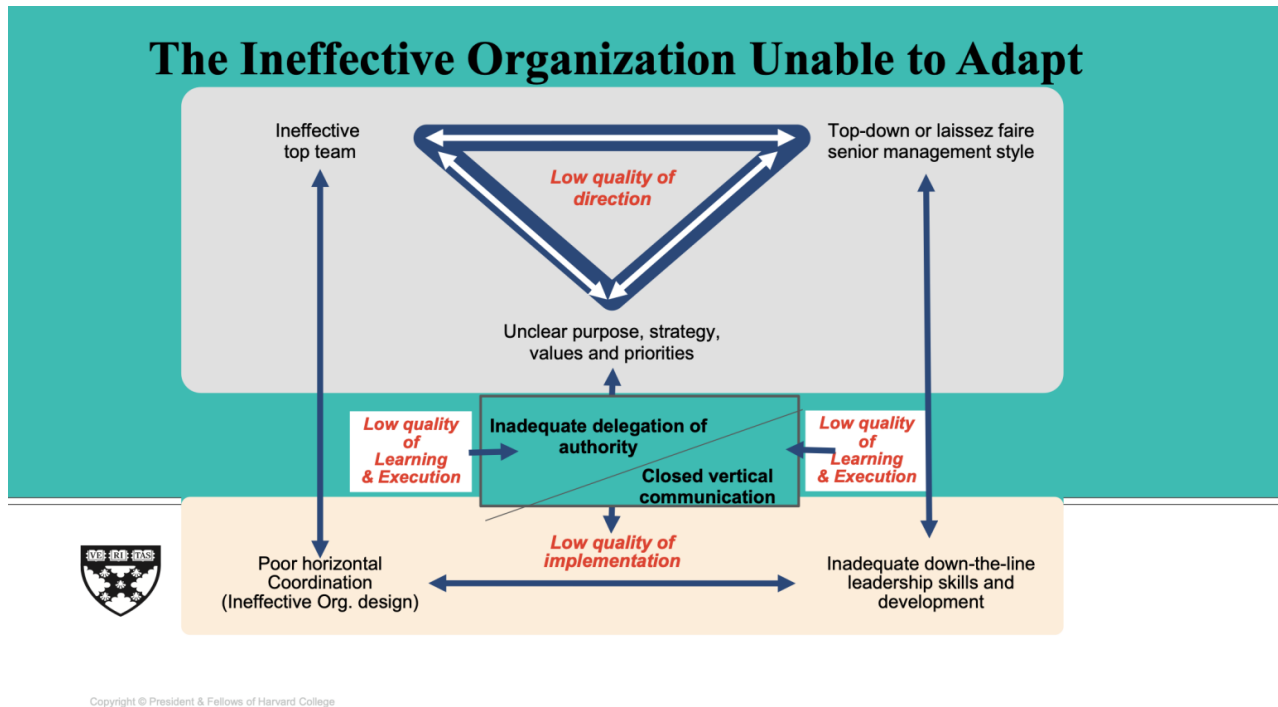 The Ineffective Organization Unable to Adapt
Ineffective
top team
Top-down or laissez faire
senior management style
Low quality of
direction
Unclear purpose, strategy,
values and priorities
Low quality
of
Learning
& Execution
Inadequate delegation of
authority
Closed vertical
communication
Low quality
of
Learning
& Execution
Low quality of
implementation
Poor horizontal
Coordination
(Ineffective Org. design)
Inadequate down-the-line
leadership skills and
development
VE RI TAS
Copyright © President & Fellows of Harvard College